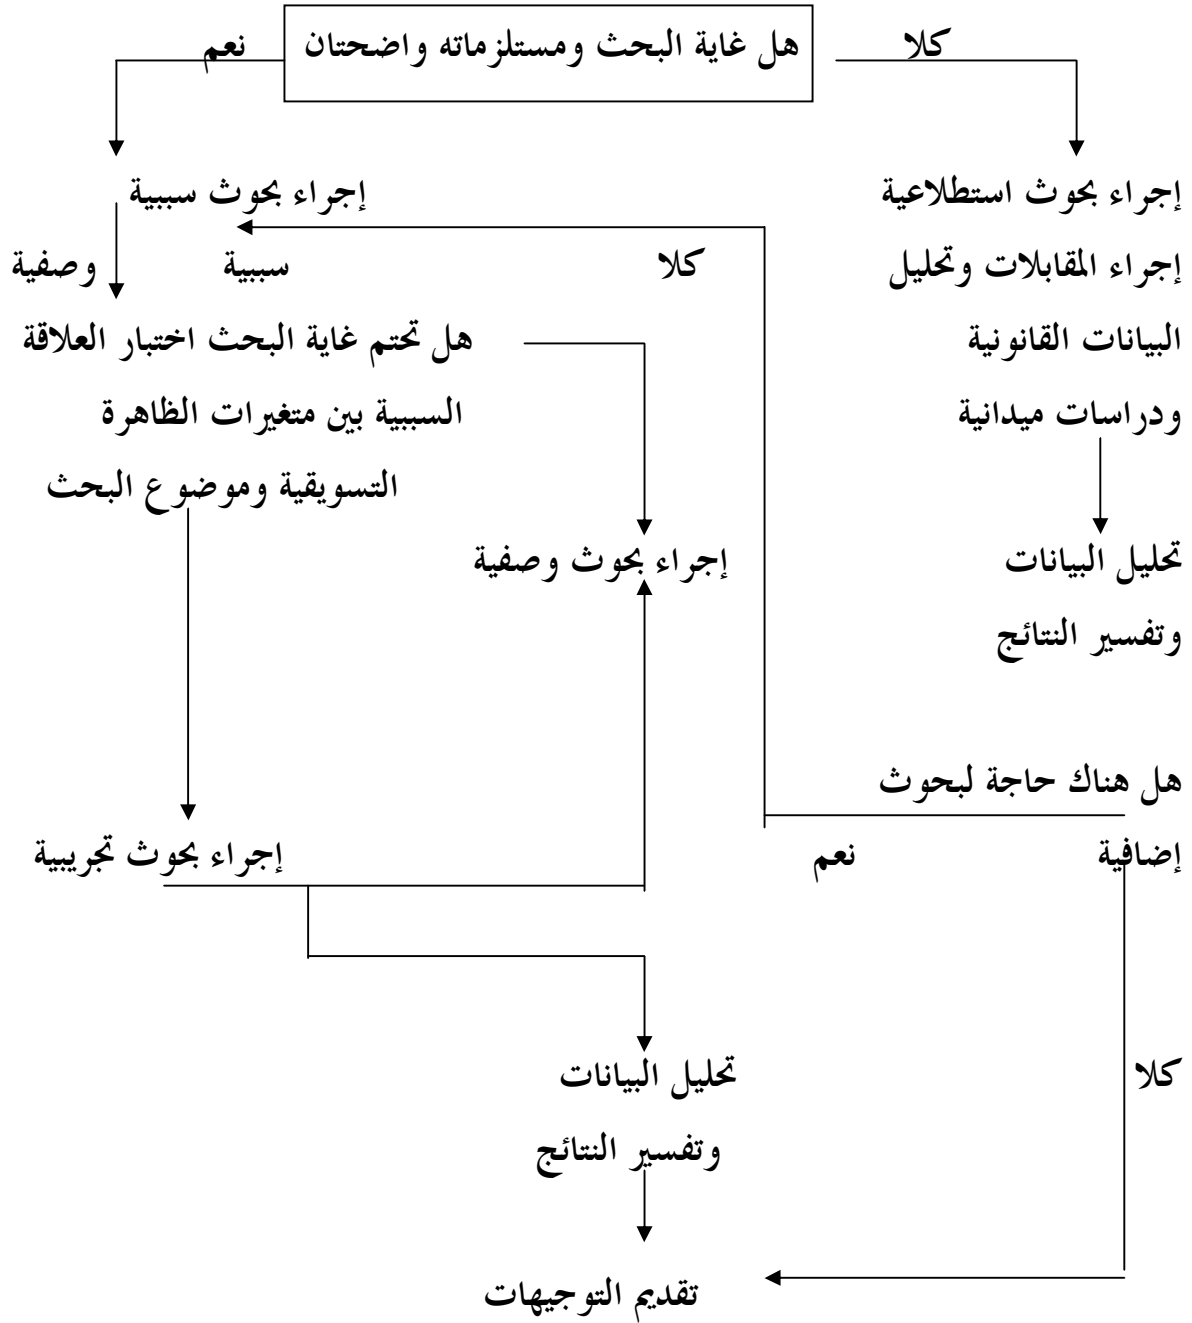 كلا
هل غاية البحث ومستلزماته واضحتان
نعم
إجراء بحوث استطلاعية
إجراء بحوث سببية
إجراء المقابلات وتحليل
كلا
سببية
وصفية
البيانات القانونية
هل تحتم غاية البحث اختبار العلاقة
ودراسات ميدانية
السببية بين متغيرات الظاهرة
التسويقية وموضوع البحث
تحليل البيانات
إجراء بحوث وصفية
وتفسير النتائج
هل هناك حاجة لبحوث
إضافية
نعم
إجراء بحوث تجريبية
كلا
تحليل البيانات
وتفسير النتائج
تقديم التوجيهات